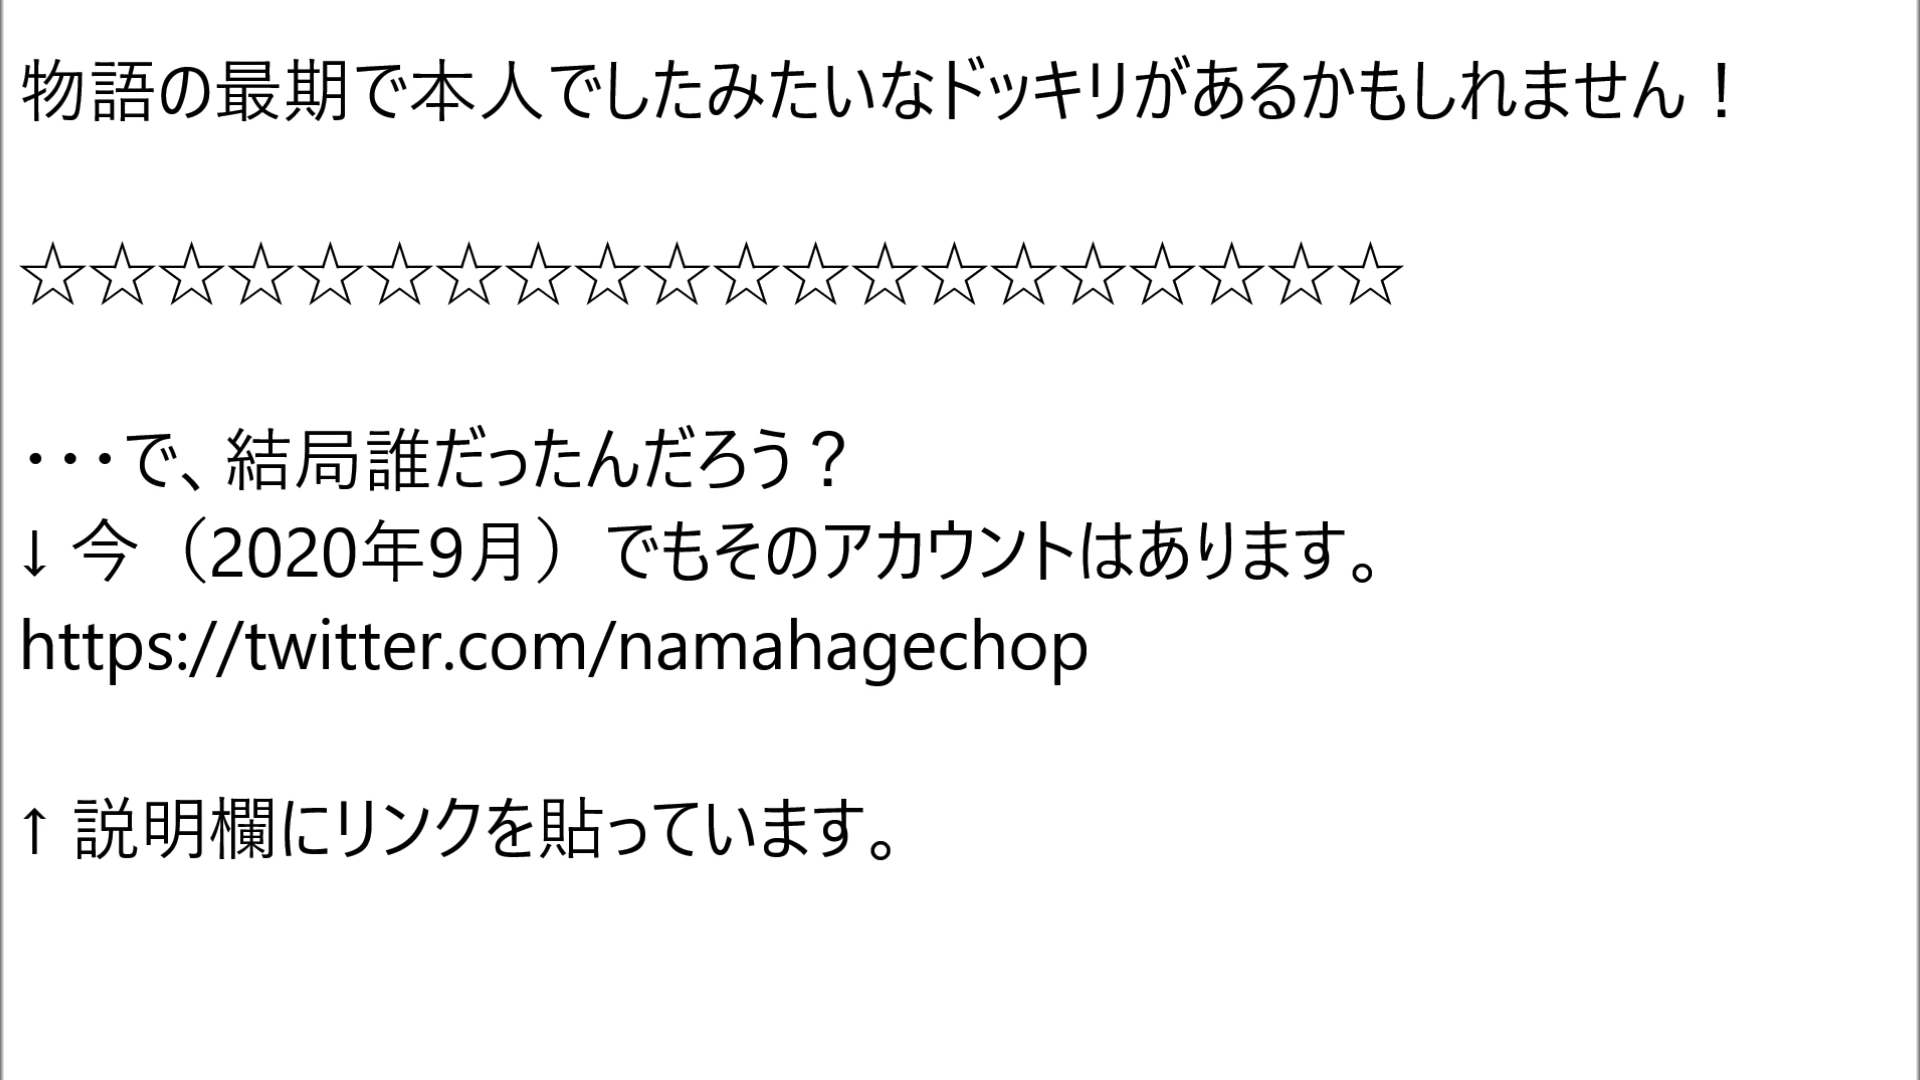 物語の最期で本人でしたみたいなドッキリがあるかもしれません！
☆☆☆☆☆☆☆☆☆☆☆☆☆☆☆☆☆☆☆☆
・・・で、結局誰だったんだろう？
↓ 今（2020年9月）でもそのアカウントはあります。
https://twitter.com/namahagechop
↑ 説明欄にリンクを貼っています。